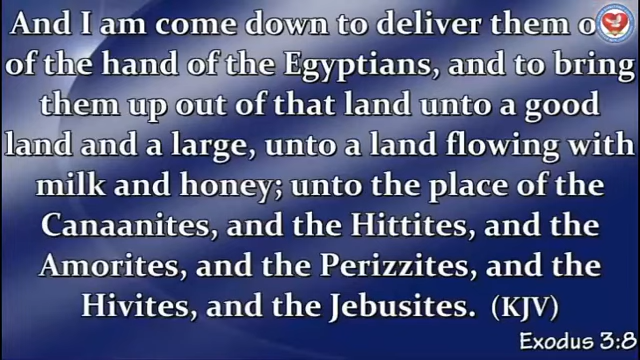 And I am come down to deliver them
of the hand of the Egyptians, and to bring
them up out of that land unto a good
land and a large, unto a land flowing with
milk and honey; unto the place of the
Canaanites, and the Hittites, and the
Amorites, and the Perizzites, and the
Hivites, and the Jebusites. (KJV)
Exodus 3:8